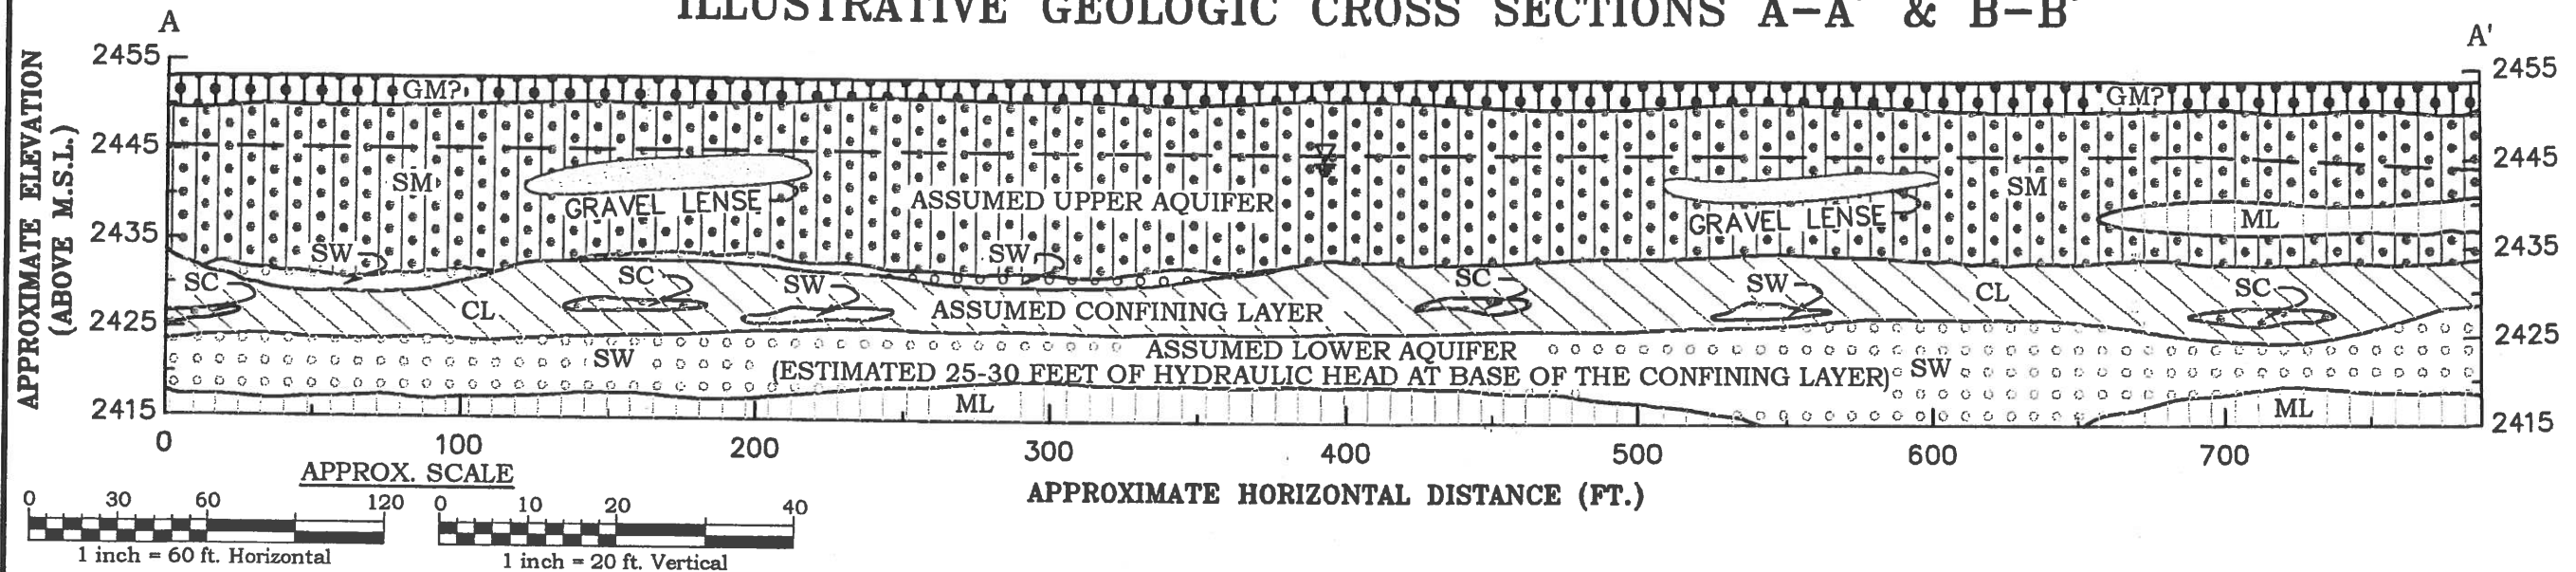 ILLUSTRATIVE GEOLOGIC CROSS SECTIONS A-A' & B-B'
A
A'
APPROXIMATE ELEVATION
(ABOVE M.S.L.)
2455
2445
2435
2425
2415
2455
2445
2435
2425
2415
GM?
GM?
SM
GRAVEL LENSE
ASSUMED UPPER AQUIFER
GRAVEL LENSE
SM
ML
SW
SW
SC
SC
SW
SC
SW
CL
SC
CL
ASSUMED CONFINING LAYER
SW
ASSUMED LOWER AQUIFER
(ESTIMATED 25-30 FEET OF HYDRAULIC HEAD AT BASE OF THE CONFINING LAYER)
SW
ML
ML
0 100 200 300 400 500 600 700
APPROXIMATE HORIZONTAL DISTANCE (FT.)
APPROX. SCALE
0 30 60 120
1 inch = 60 ft. Horizontal
0 10 20 40
1 inch = 20 ft. Vertical